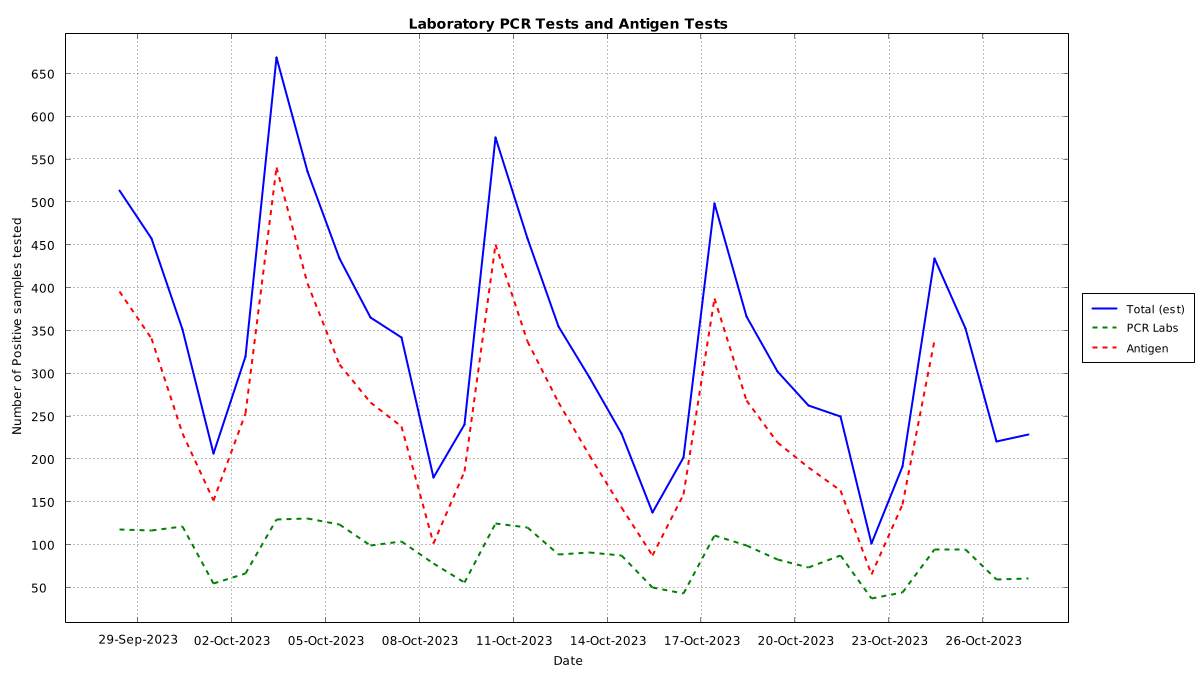 Laboratory PCR Tests and Antigen Tests
Number of Positive samples tested
650
600
550
500
450
400
350
300
250
200
150
100
50
29-Sep-2023 02-Oct-2023 05-Oct-2023 08-Oct-2023 11-Oct-2023 14-Oct-2023 17-Oct-2023 20-Oct-2023 23-Oct-2023 26-Oct-2023
Date
Total (est)
PCR Labs
Antigen